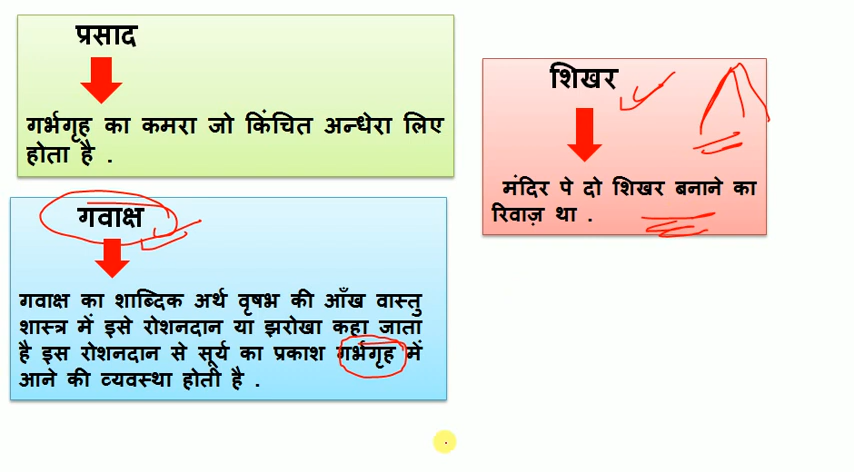 प्रसाद
गर्भगृह का कमरा जो किंचित अन्धेरा लिए
होता है .
गवाक्ष
गवाक्ष का शाब्दिक अर्थ वृषभ की आँख वास्तु
शास्त्र में इसे रोशनदान या झरोखा कहा जाता
है इस रोशनदान से सूर्य का प्रकाश गर्भगृह में
आने की व्यवस्था होती है .
शिखर
मंदिर पे दो शिखर बनाने का
रिवाज़ था .